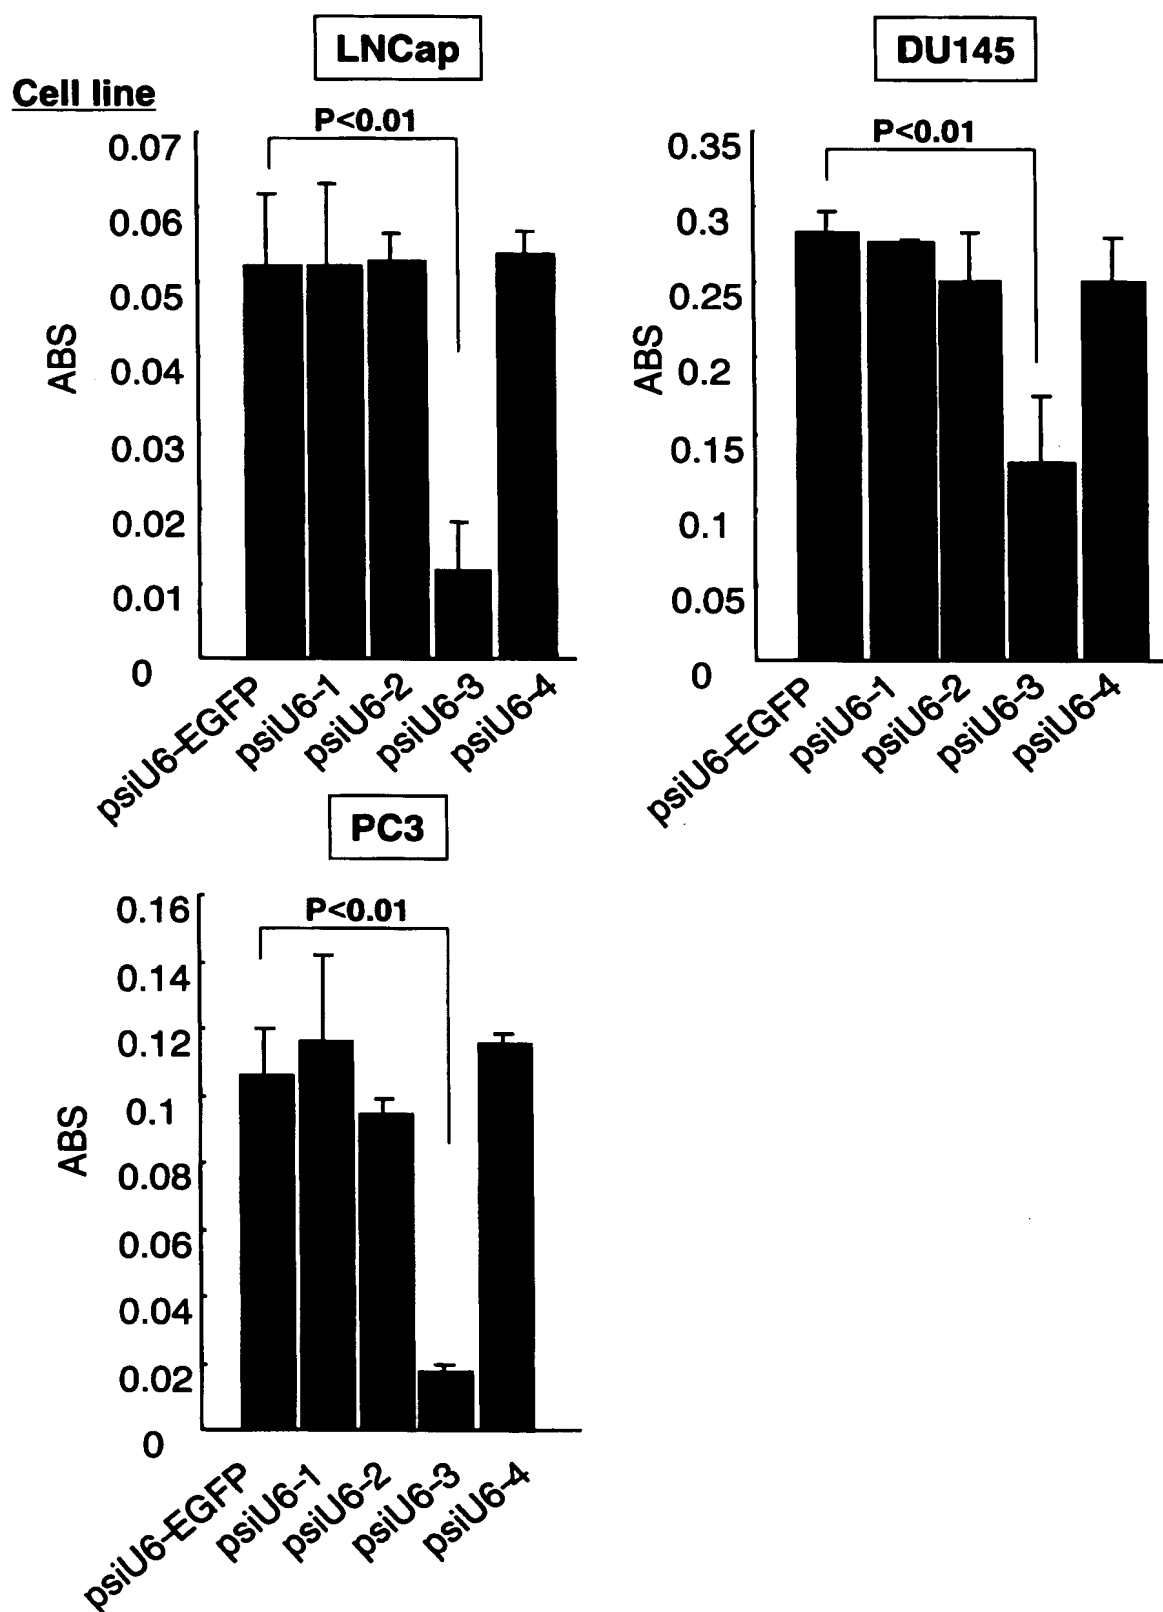 LNCap
DU145
Cell line
P<0.01
0.07
0.06
0.05
0.04
0.03
0.02
0.01
0
ABS
psiU6-EGFP
psiU6-1
psiU6-2
psiU6-3
psiU6-4
P<0.01
0.35
0.3
0.25
0.2
0.15
0.1
0.05
0
ABS
psiU6-EGFP
psiU6-1
psiU6-2
psiU6-3
psiU6-4
PC3
P<0.01
0.16
0.14
0.12
0.1
0.08
0.06
0.04
0.02
0
ABS
psiU6-EGFP
psiU6-1
psiU6-2
psiU6-3
psiU6-4